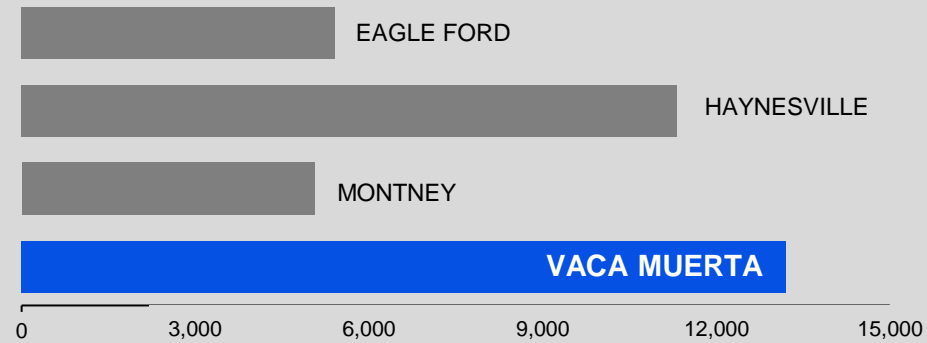 EAGLE FORD
HAYNESVILLE
MONTNEY
VACA MUERTA
0 3,000 6,000 9,000 12,000 15,000